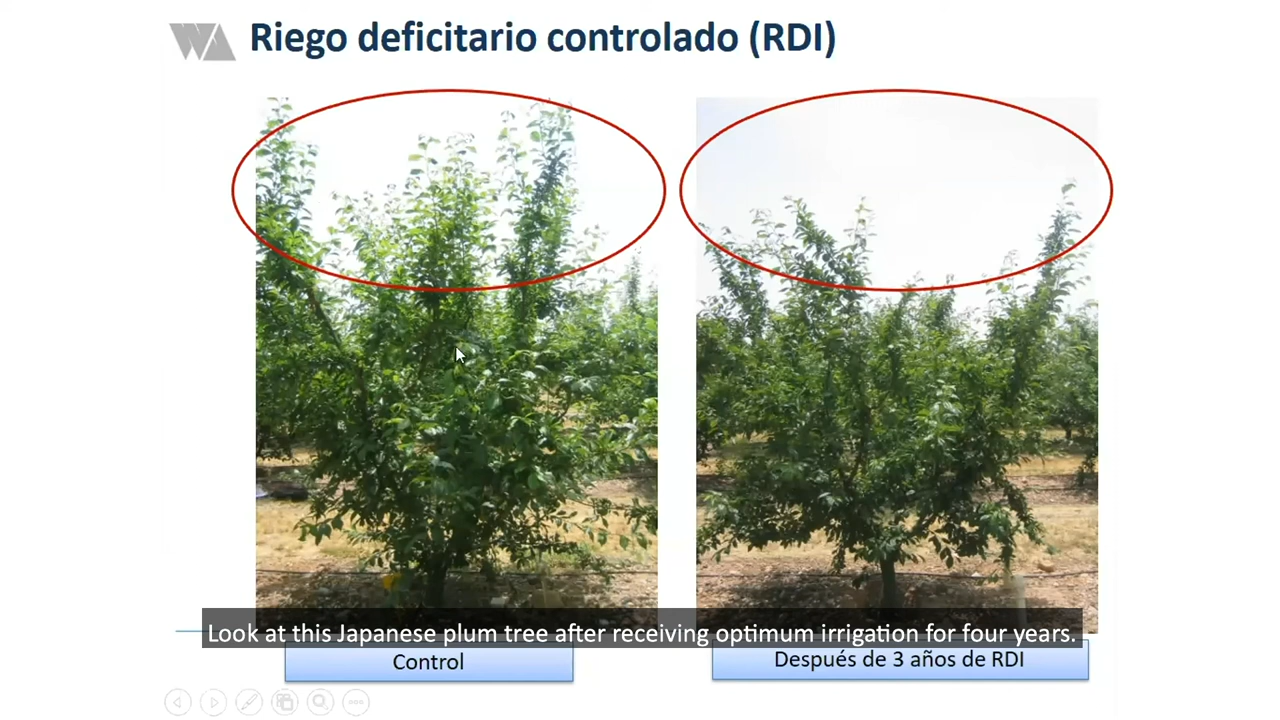 WA
Riego deficitario controlado (RDI)
Look at this Japanese plum tree after receiving optimum irrigation for four years.
Control
Después de 3 años de RDI